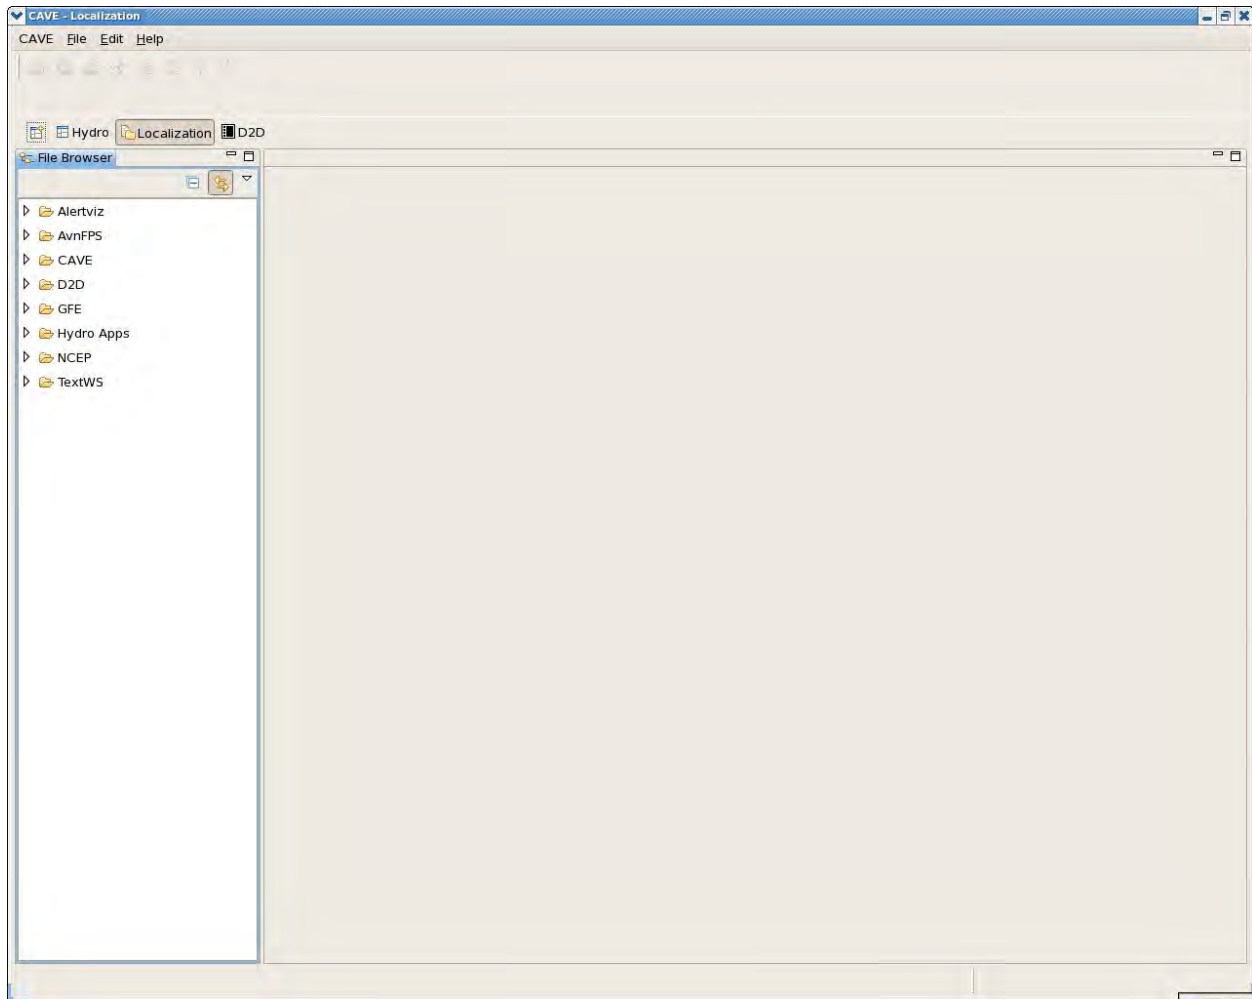 CAVE - Localization
CAVE File Edit Help
Hydro Localization D2D
File Browser
Alertviz
AvnFPS
CAVE
D2D
GFE
Hydro Apps
NCEP
TextWS